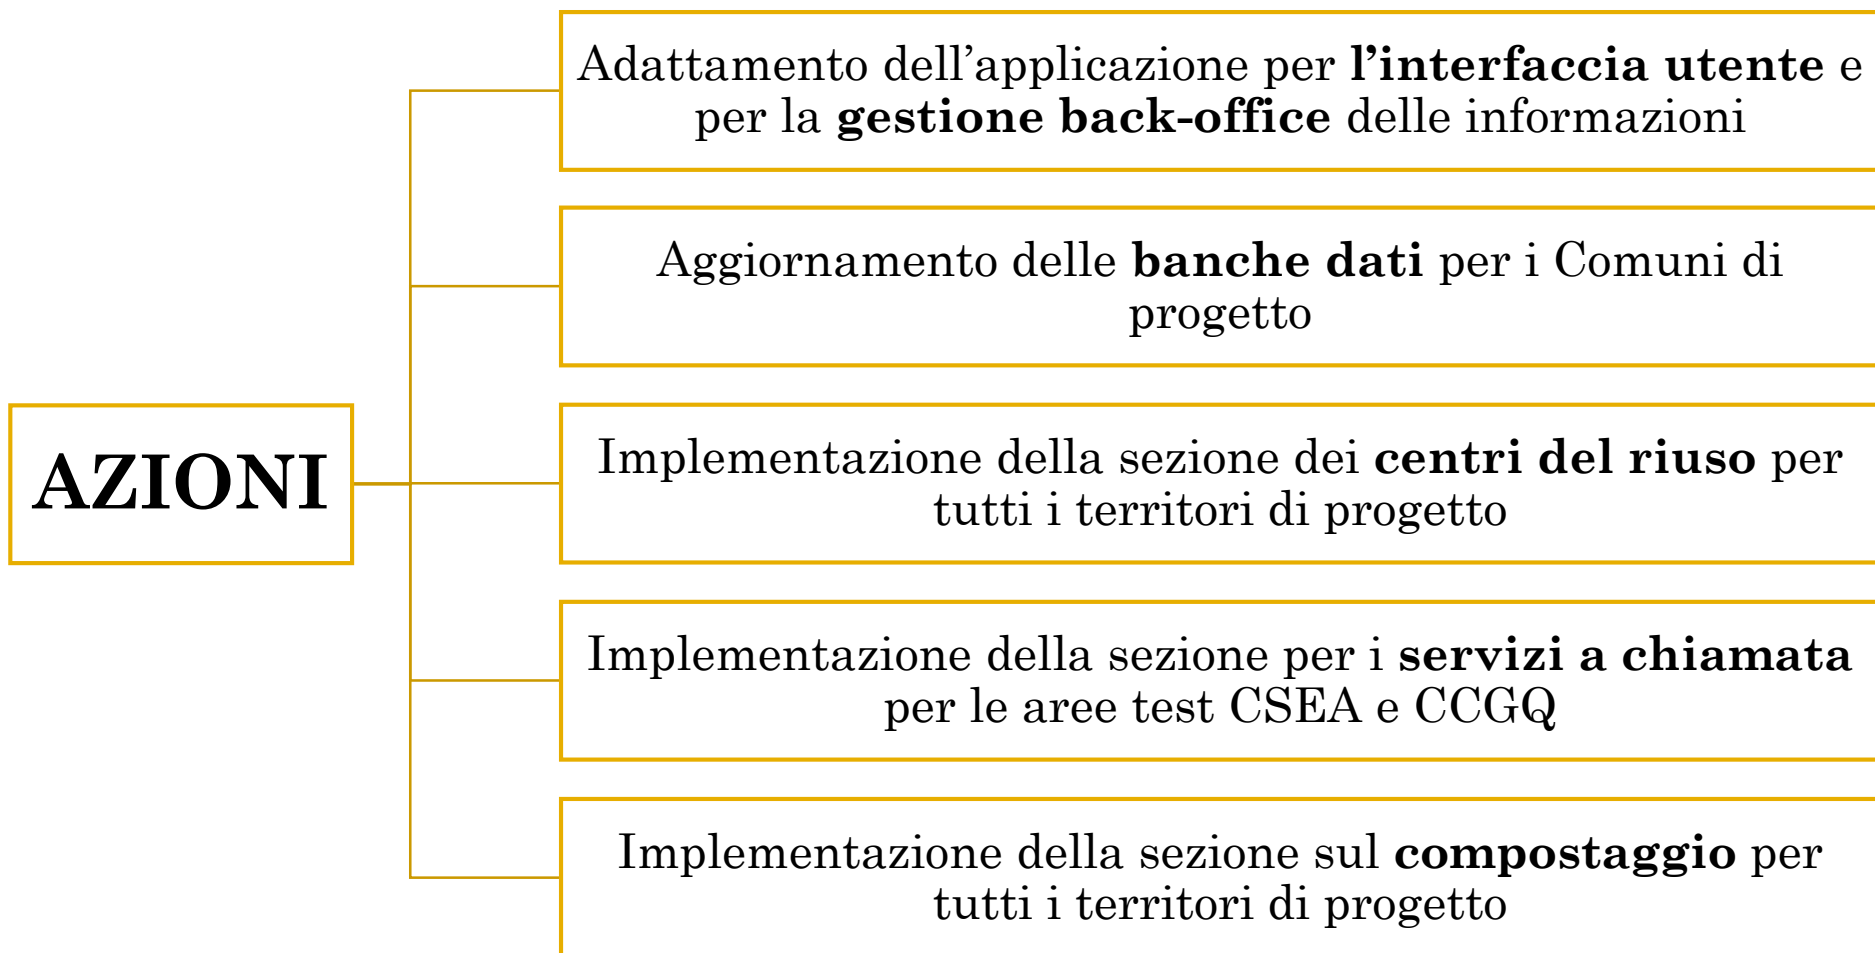 Adattamento dell’applicazione per l’interfaccia utente e
per la gestione back-office delle informazioni
Aggiornamento delle banche dati per i Comuni di
progetto
AZIONI
Implementazione della sezione dei centri del riuso per
tutti i territori di progetto
Implementazione della sezione per i servizi a chiamata
per le aree test CSEA e CCGQ
Implementazione della sezione sul compostaggio per
tutti i territori di progetto